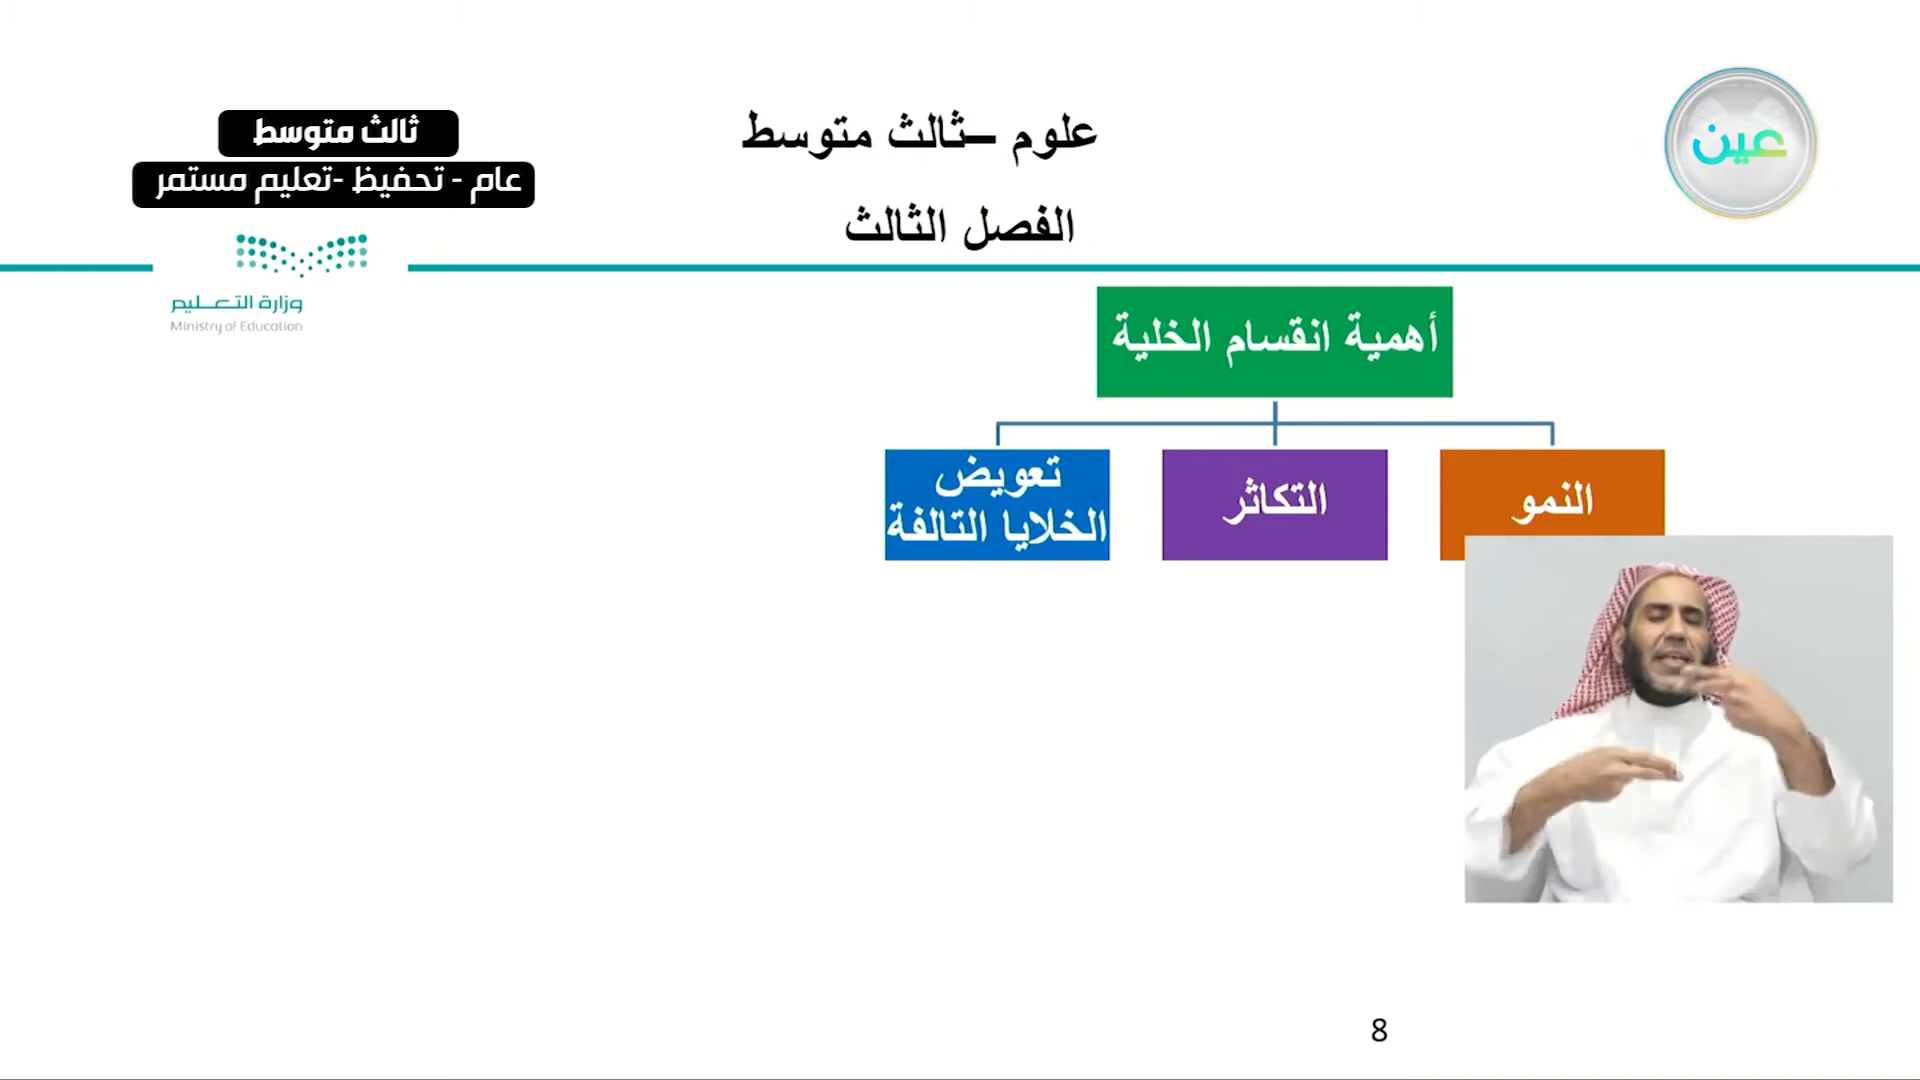 عين
علوم –ثالث متوسط
الفصل الثالث
ثالث متوسط
عام - تحفيظ -تعليم مستمر
وزارة التعليم
Ministry of Education
أهمية انقسام الخلية
النمو
التكاثر
تعويض
الخلايا التالفة
8